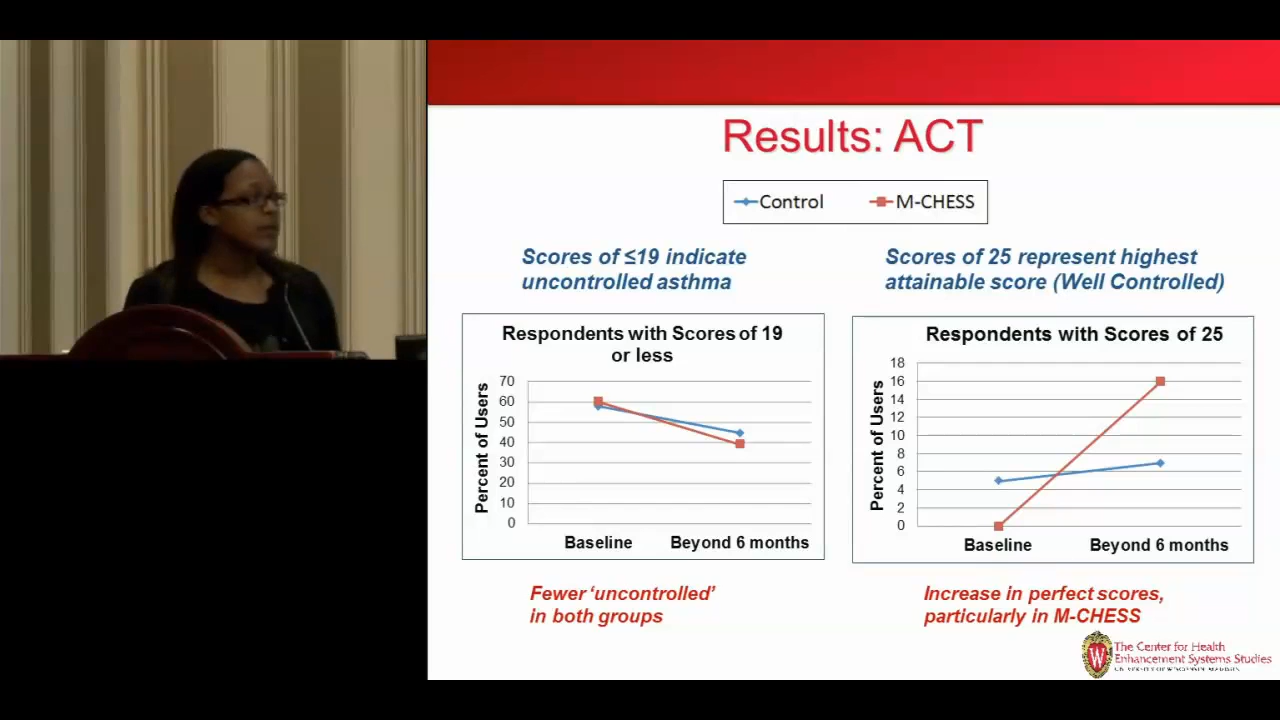 Results: ACT
Control
M-CHESS
Scores of ≤19 indicate
uncontrolled asthma
Scores of 25 represent highest
attainable score (Well Controlled)
Respondents with Scores of 19
or less
Percent of Users
70
60
50
40
30
20
10
0
Baseline
Beyond 6 months
Respondents with Scores of 25
Percent of Users
18
16
14
12
10
8
6
4
2
0
Baseline
Beyond 6 months
Fewer ‘uncontrolled’
in both groups
Increase in perfect scores,
particularly in M-CHESS
W
The Center for Health
Enhancement Systems Studies